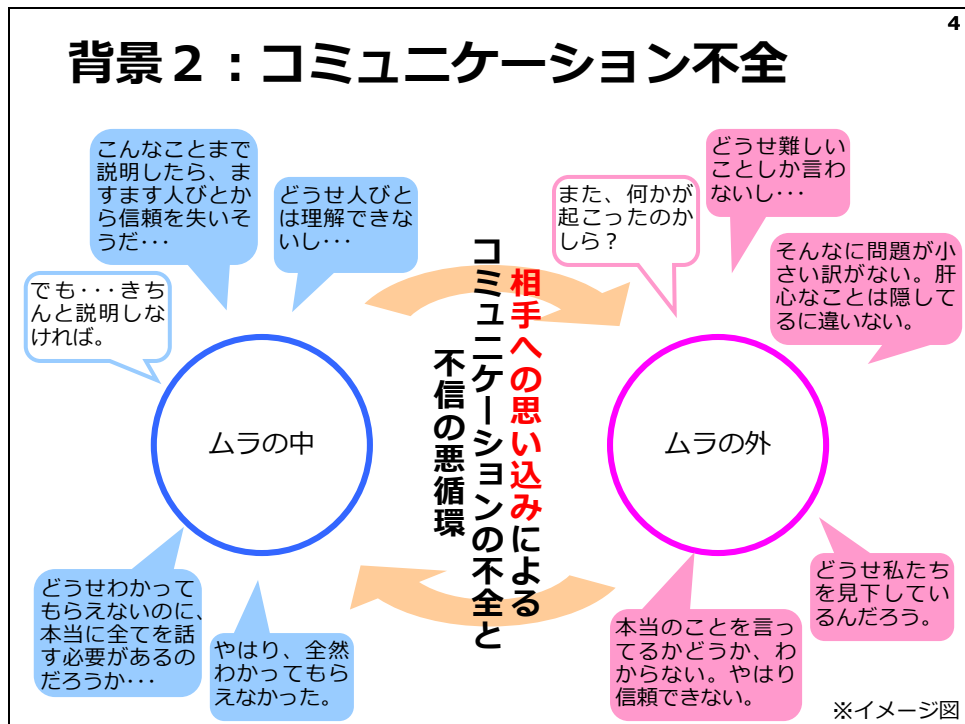 4
背景２：コミュニケーション不全
こんなことまで
説明したら、ま
すます人びとか
ら信頼を失いそ
うだ･･･
どうせ人びと
は理解できな
いし･･･
でも･･･きち
んと説明しな
ければ。
ムラの中
どうせわかって
もらえないのに、
本当に全てを話
す必要があるの
だろうか･･･
やはり、全然
わかってもら
えなかった。
相手への思い込みによる
コミュニケーションの不全と
不信の悪循環
また、何かが
起こったのか
しら？
どうせ難しい
ことしか言わ
ないし･･･
そんなに問題が小
さい訳がない。肝
心なことは隠して
るに違いない。
ムラの外
どうせ私たち
を見下してい
るんだろう。
本当のことを言っ
てるかどうか、わ
からない。やはり
信頼できない。
※イメージ図